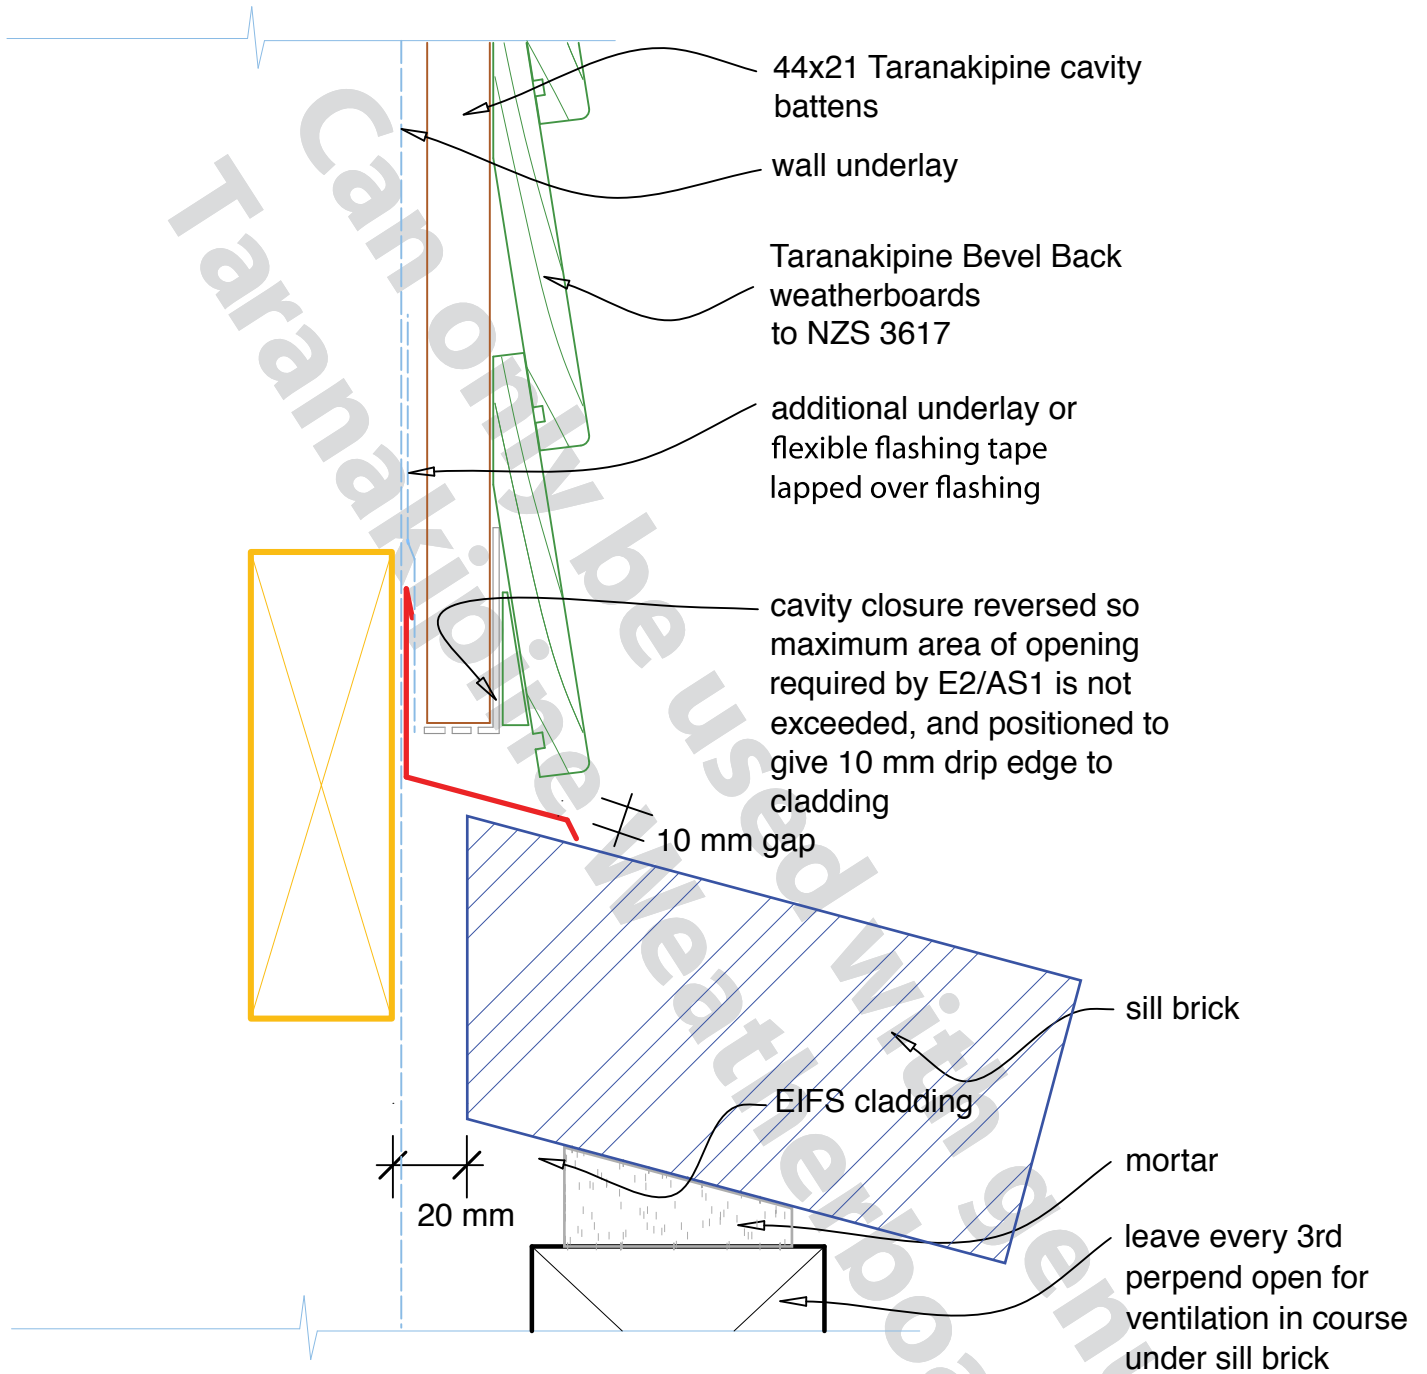 44x21 Taranakipine cavity
battens
wall underlay
Taranakipine Bevel Back
weatherboards
to NZS 3617
additional underlay or
flexible flashing tape
lapped over flashing
cavity closure reversed so
maximum area of opening
required by E2/AS1 is not
exceeded, and positioned to
give 10 mm drip edge to
cladding
10 mm gap
sill brick
EIFS cladding
mortar
20 mm
leave every 3rd
perpend open for
ventilation in course
under sill brick
Can only be used with
Taranakipine